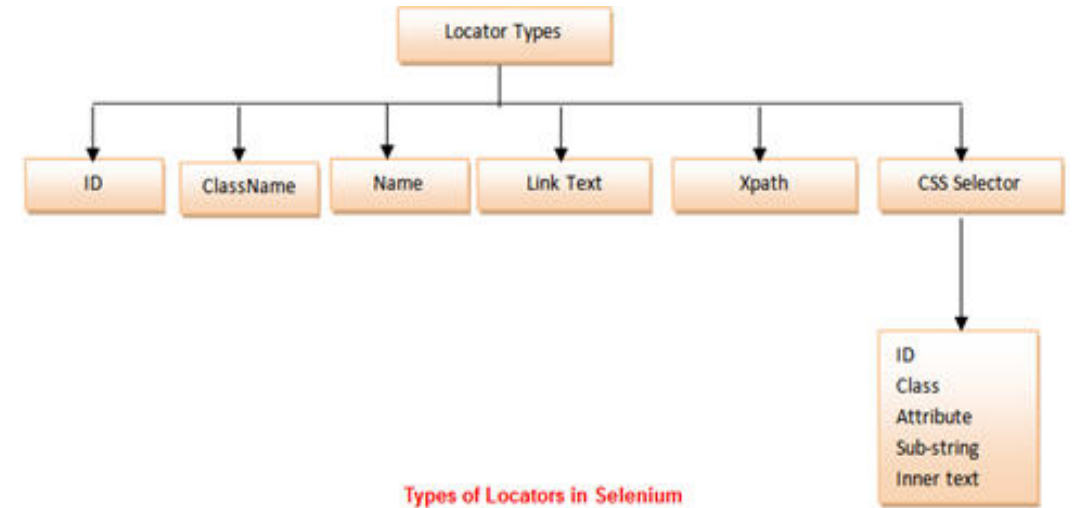 Locator Types
ID
ClassName
Name
Link Text
Xpath
CSS Selector
ID
Class
Attribute
Sub-string
Inner text
Types of Locators in Selenium